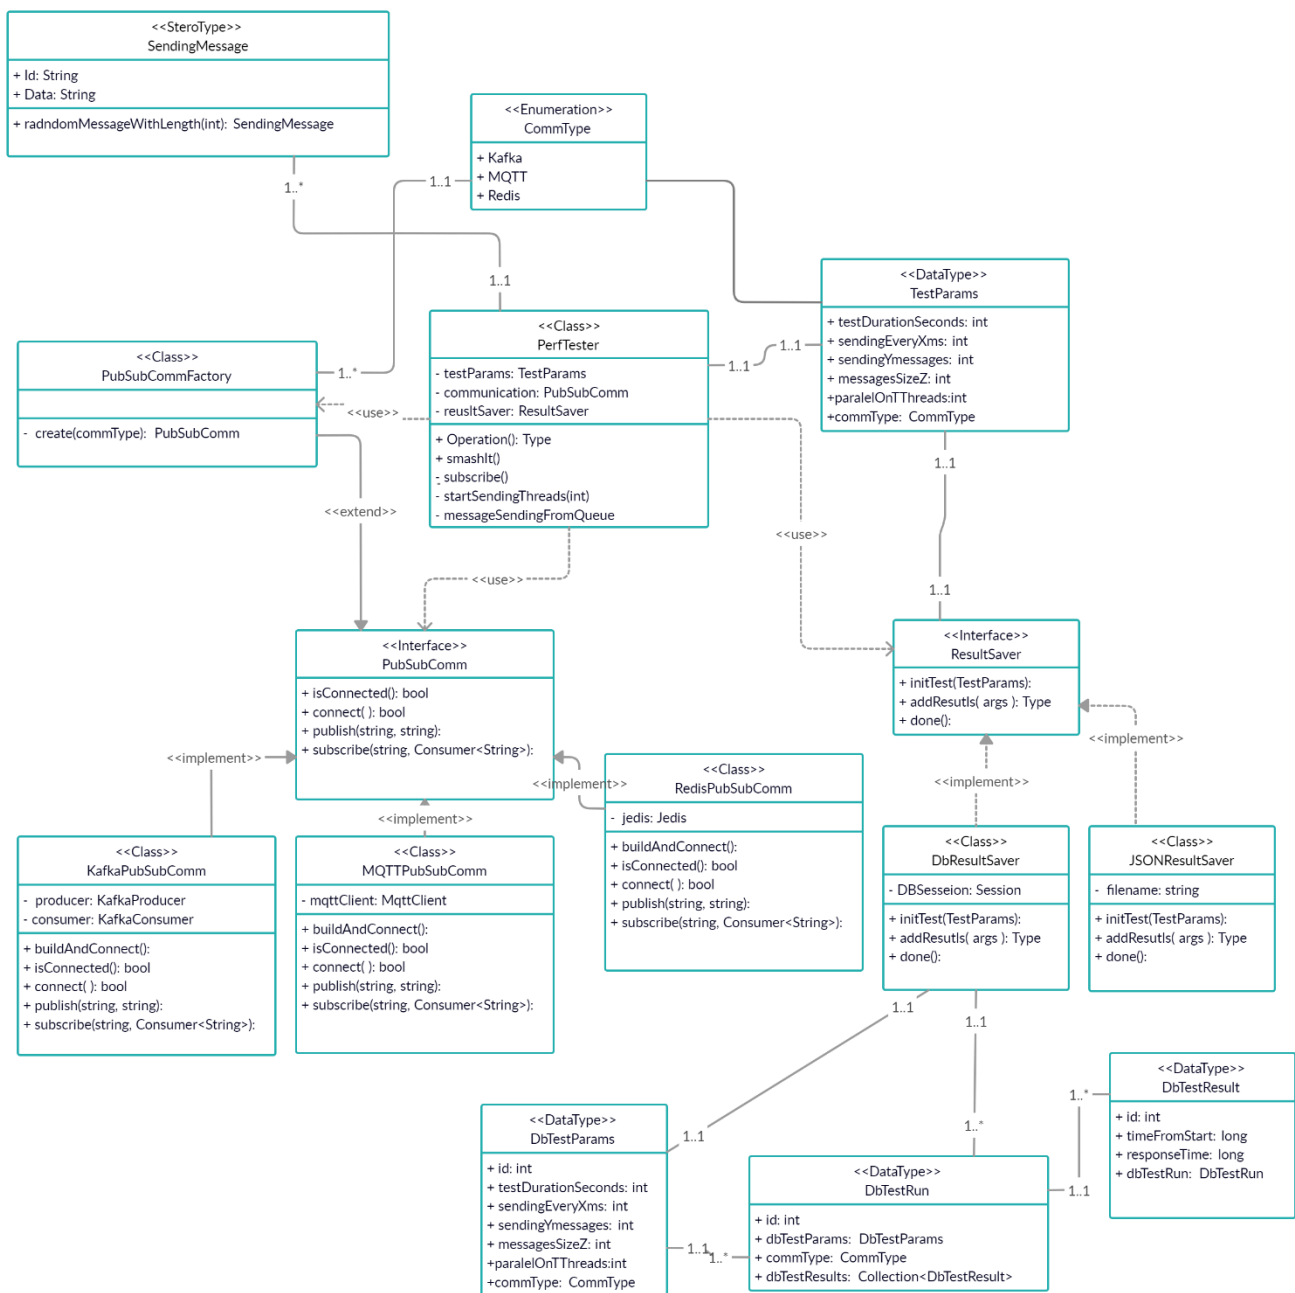 <<SteroType>>
SendingMessage
+ Id: String
+ Data: String
+ radndomMessageWithLength(int): SendingMessage
<<Enumeration>>
CommType
+ Kafka
+ MQTT
+ Redis
1..*
1..1
1..1
<<DataType>>
TestParams
+ testDurationSeconds: int
+ sendingEveryXms: int
+ sendingYmessages: int
+ messagesSizeZ: int
+paralelOnTThreads:int
+commType: CommType
<<Class>>
PerfTester
- testParams: TestParams
- communication: PubSubComm
- reusltSaver: ResultSaver
+ Operation(): Type
+ smashIt()
- subscribe()
- startSendingThreads(int)
- messageSendingFromQueue
1..1
1..1
<<Class>>
PubSubCommFactory
- create(commType): PubSubComm
1..*
<<use>>
<<extend>>
<<use>>
<<use>>
1..1
1..1
<<Interface>>
PubSubComm
+ isConnected(): bool
+ connect( ): bool
+ publish(string, string):
+ subscribe(string, Consumer<String>):
<<Interface>>
ResultSaver
+ initTest(TestParams):
+ addResutls( args ): Type
+ done():
<<implement>>
<<implement>>
<<implement>>
<<implement>>
<<implement>>
<<Class>>
RedisPubSubComm
- jedis: Jedis
+ buildAndConnect():
+ isConnected(): bool
+ connect( ): bool
+ publish(string, string):
+ subscribe(string, Consumer<String>):
<<Class>>
KafkaPubSubComm
- producer: KafkaProducer
- consumer: KafkaConsumer
+ buildAndConnect():
+ isConnected(): bool
+ connect( ): bool
+ publish(string, string):
+ subscribe(string, Consumer<String>):
<<Class>>
MQTTPubSubComm
- mqttClient: MqttClient
+ buildAndConnect():
+ isConnected(): bool
+ connect( ): bool
+ publish(string, string):
+ subscribe(string, Consumer<String>):
<<Class>>
DbResultSaver
- DBSesseion: Session
+ initTest(TestParams):
+ addResutls( args ): Type
+ done():
<<Class>>
JSONResultSaver
- filename: string
+ initTest(TestParams):
+ addResutls( args ): Type
+ done():
1..1
1..1
1..1
1..*
<<DataType>>
DbTestResult
+ id: int
+ timeFromStart: long
+ responseTime: long
+ dbTestRun: DbTestRun
1..*
1..1
<<DataType>>
DbTestParams
+ id: int
+ testDurationSeconds: int
+ sendingEveryXms: int
+ sendingYmessages: int
+ messagesSizeZ: int
+paralelOnTThreads:int
+commType: CommType
1..1
1..*
<<DataType>>
DbTestRun
+ id: int
+ dbTestParams: DbTestParams
+ commType: CommType
+ dbTestResults: Collection<DbTestResult>